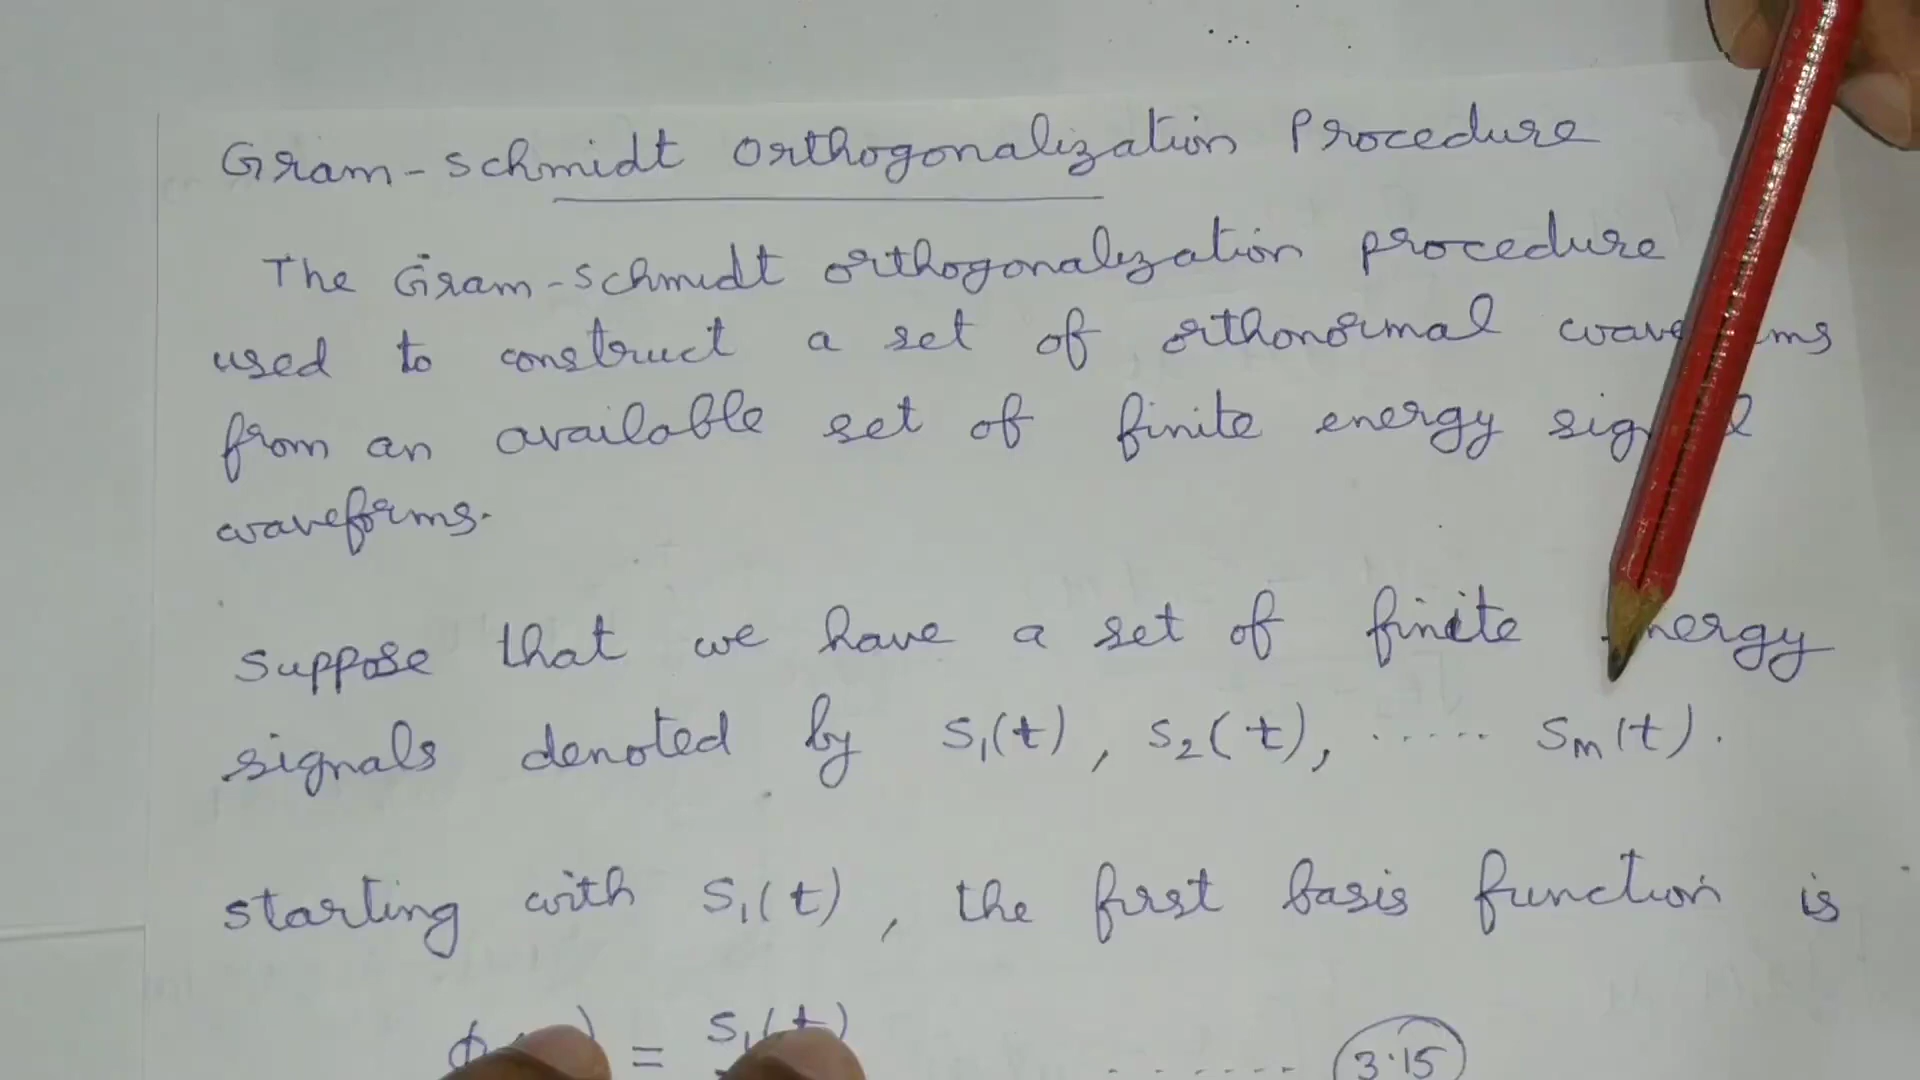 Gram-Schmidt Orthogonalization Procedure
The Gram-Schmidt orthogonalization procedure
used to construct a set of orthonormal
from an available set of finite energy
waveforms.
Suppose that we have a set of finite energy
signals denoted by S1(t), S2(t), ...... Sm(t).
starting with S1(t), the first basis function is
= S1(t) ....... 3.15